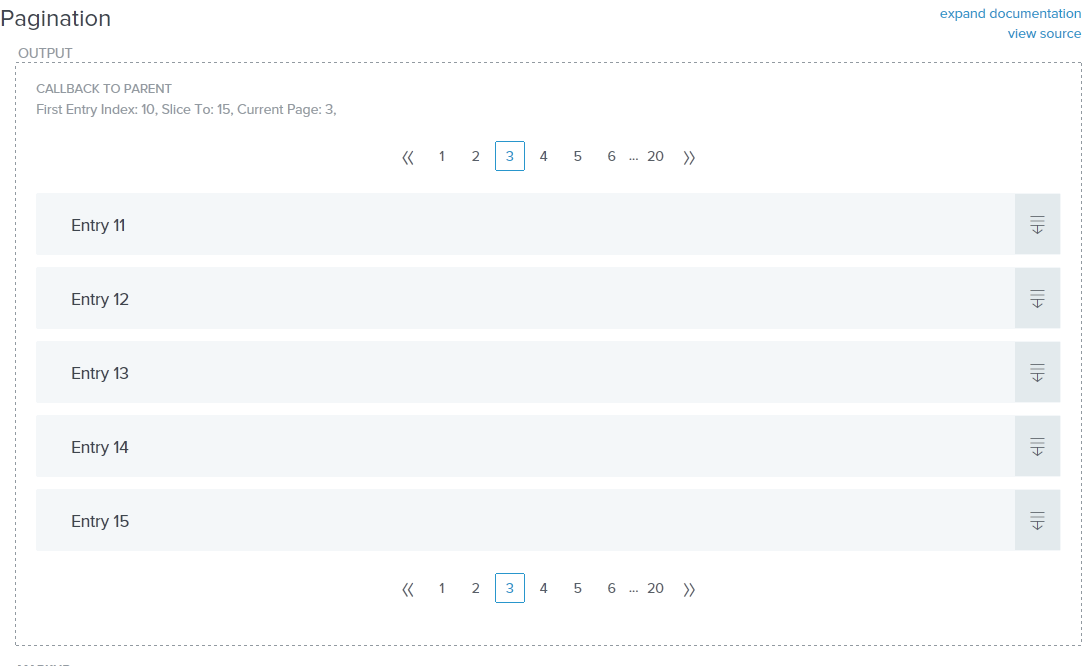 Pagination
expand documentation
view source
OUTPUT
CALLBACK TO PARENT
First Entry Index: 10, Slice To: 15, Current Page: 3,
1 2 3 4 5 6 ... 20
Entry 11
Entry 12
Entry 13
Entry 14
Entry 15
1 2 3 4 5 6 ... 20